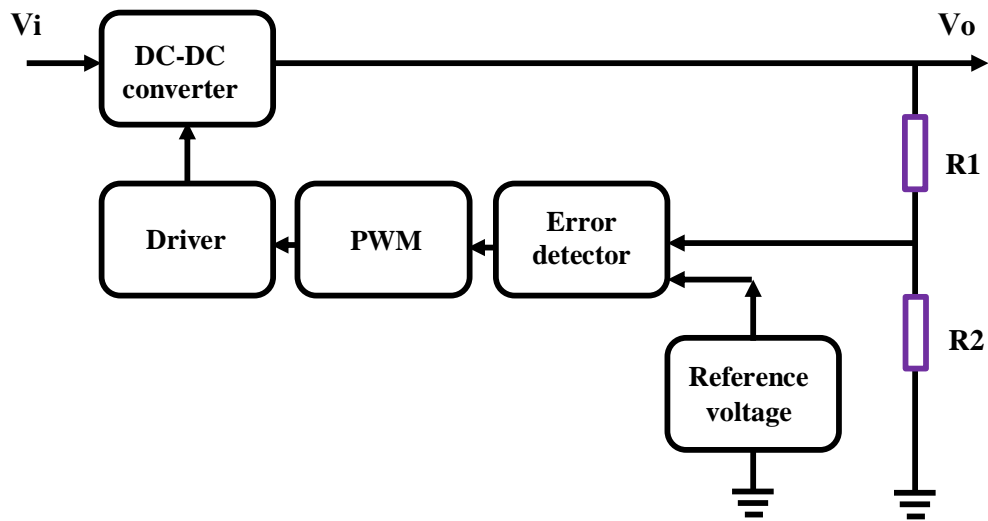 Vi
Vo
DC-DC
converter
R1
Driver
PWM
Error
detector
R2
Reference
voltage